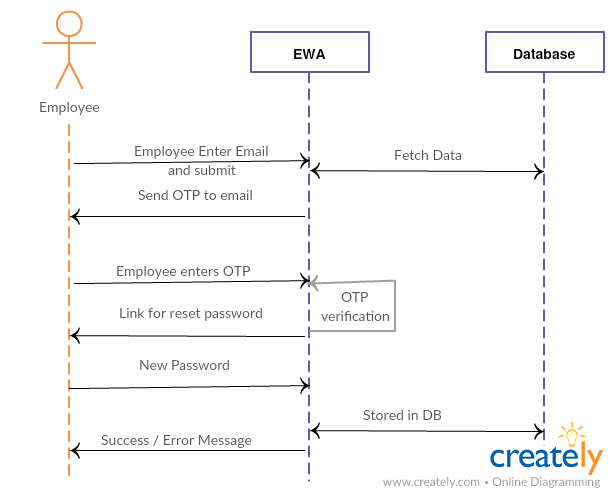 EWA
Database
Employee
Employee Enter Email
and submit
Fetch Data
Send OTP to email
Employee enters OTP
OTP
verification
Link for reset password
New Password
Stored in DB
Success / Error Message
creately
www.creately.com • Online Diagramming